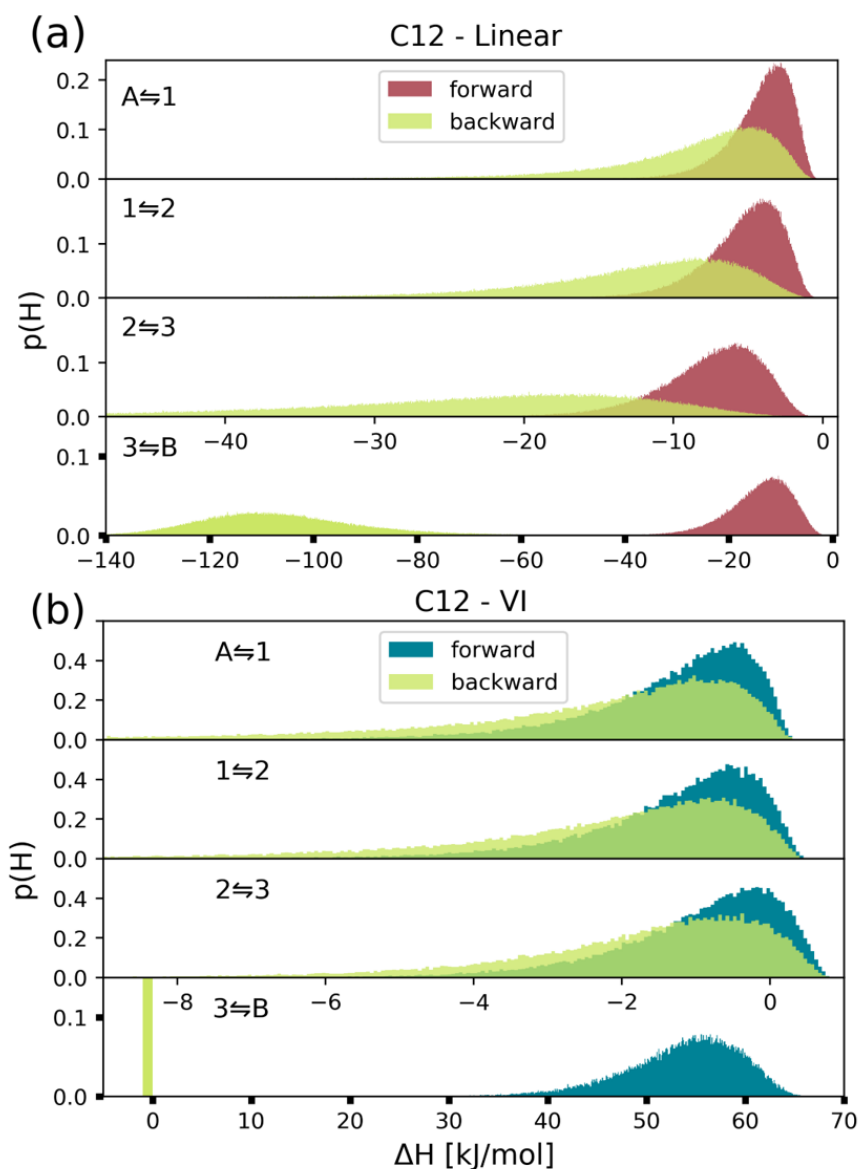 (a)
C12 - Linear
A⇋1
forward
backward
0.2
0.1
0.0
1⇋2
0.1
0.0
p(H)
2⇋3
0.1
0.0
−40 −30 −20 −10 0
3⇋B
0.1
0.0
−140 −120 −100 −80 −60 −40 −20 0
(b)
C12 - VI
A⇋1
forward
backward
0.4
0.2
0.0
1⇋2
0.4
0.2
0.0
p(H)
2⇋3
0.4
0.2
0.0
−8 −6 −4 −2 0
3⇋B
0.1
0.0
0 10 20 30 40 50 60 70
ΔH [kJ/mol]